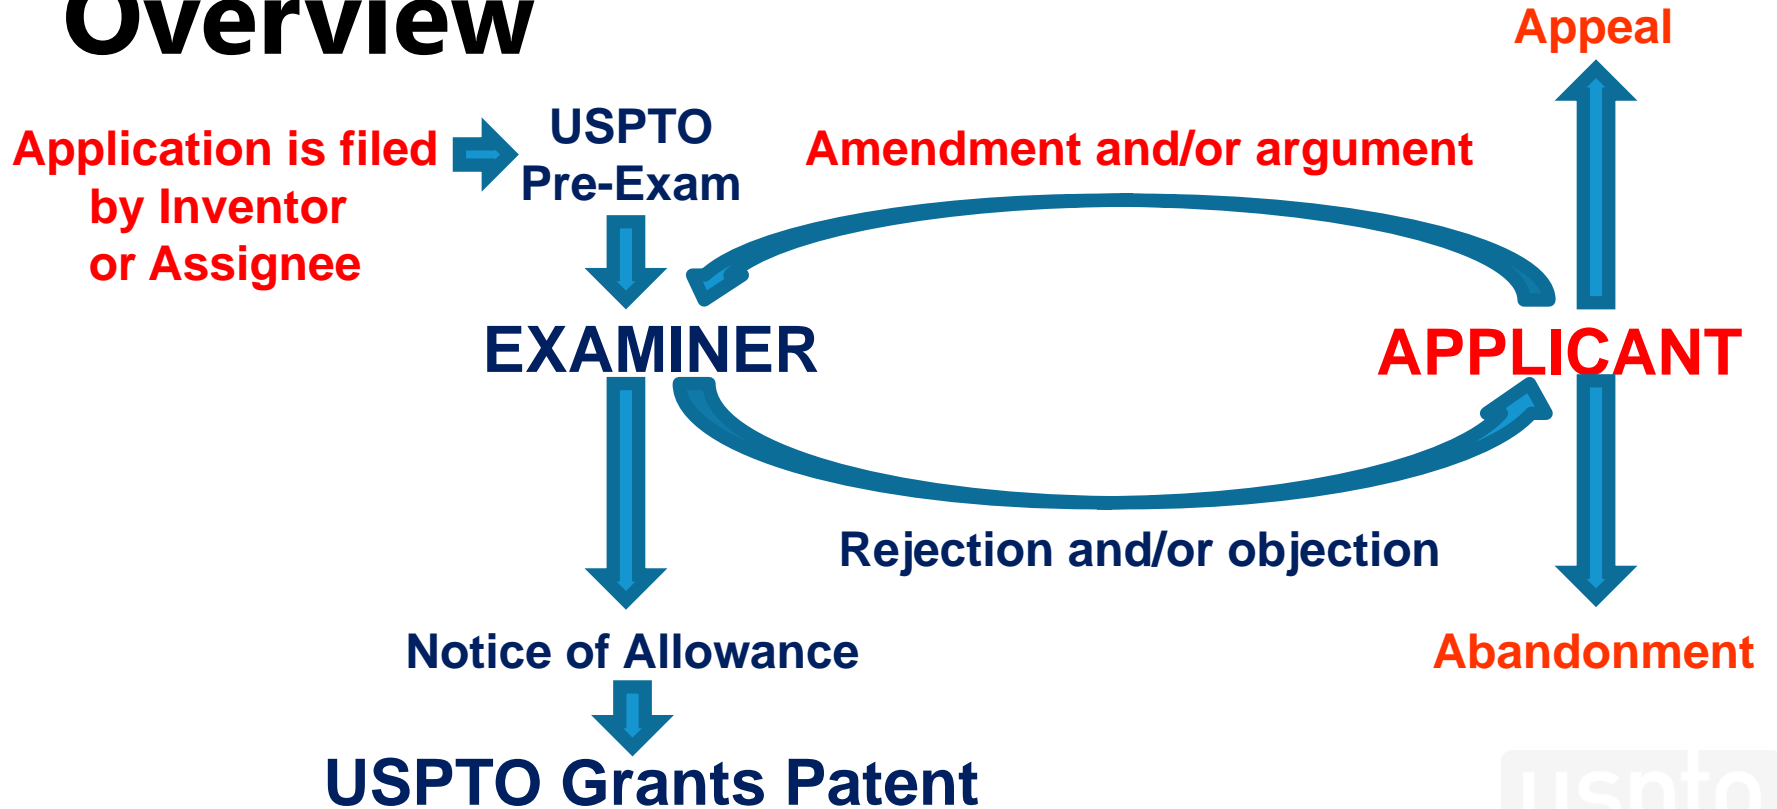 Overview
Appeal
Application is filed
by Inventor
or Assignee
USPTO
Pre-Exam
Amendment and/or argument
EXAMINER
APPLICANT
Rejection and/or objection
Notice of Allowance
Abandonment
USPTO Grants Patent
uspto